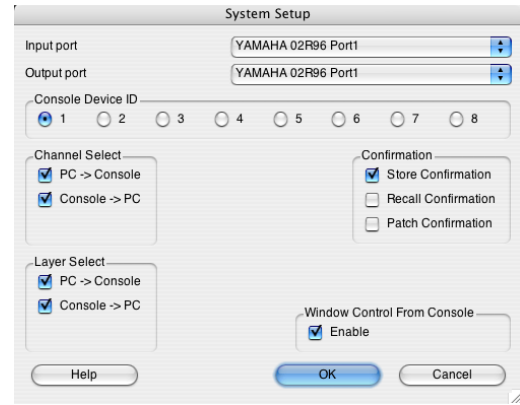 System Setup
Input port
YAMAHA 02R96 Port1
Output port
YAMAHA 02R96 Port1
Console Device ID
1 2 3 4 5 6 7 8
Channel Select
PC -> Console
Console -> PC
Confirmation
Store Confirmation
Recall Confirmation
Patch Confirmation
Layer Select
PC -> Console
Console -> PC
Window Control From Console
Enable
Help
OK
Cancel